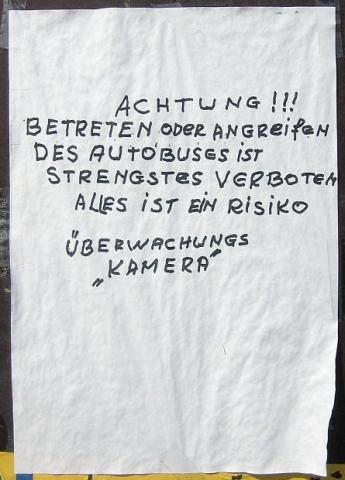 ACHTUNG!!!
BETRETEN ODER ANGREifEN
DES AUTOBUSES iST
STRENGSTES VERBOTEN
ALLES IST EIN RISIKO
ÜBERWACHUNGS
„KAMERA"